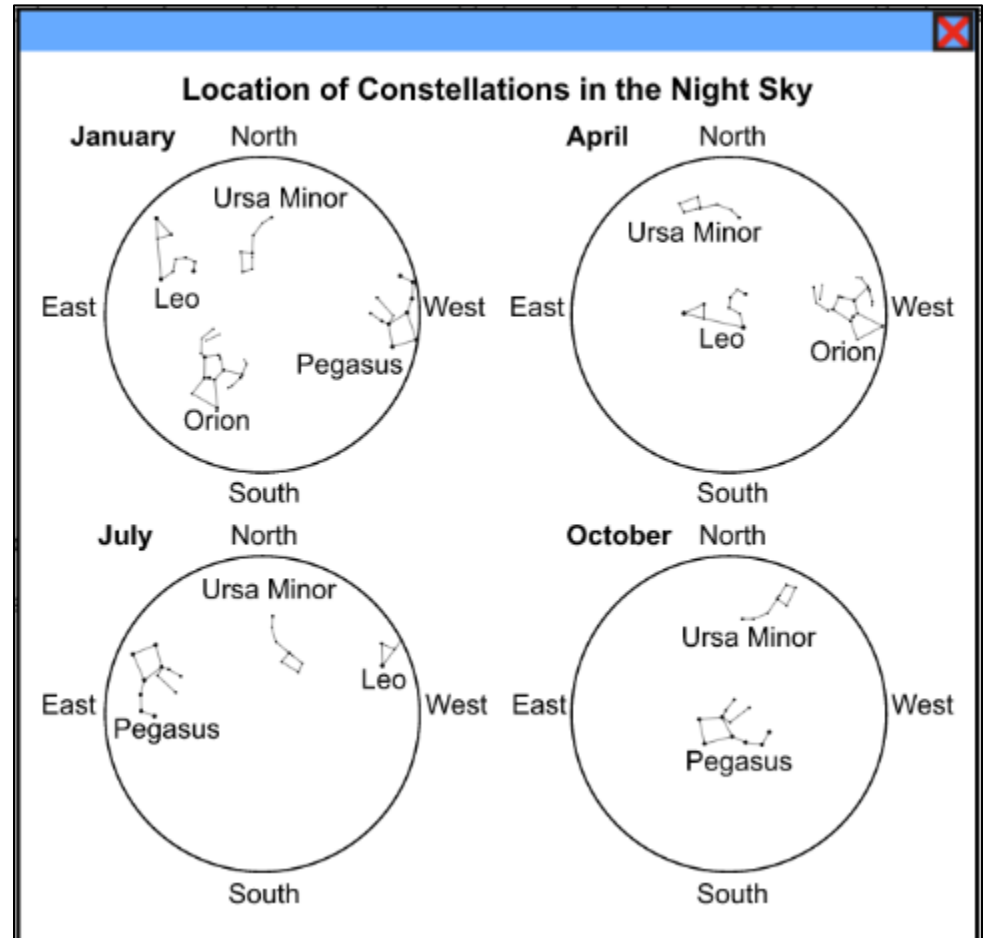 Location of Constellations in the Night Sky
January North
Ursa Minor
Leo
East West
Pegasus
Orion
South
April North
Ursa Minor
East West
Leo
Orion
South
July North
Ursa Minor
Leo
East West
Pegasus
South
October North
Ursa Minor
East West
Pegasus
South